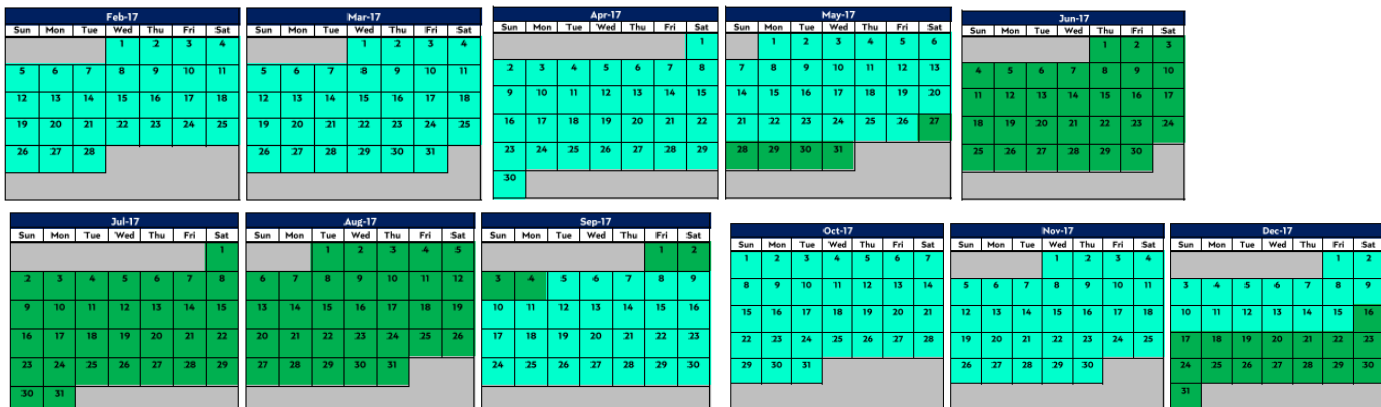 Feb-17
Sun Mon Tue Wed Thu Fri Sat
1 2 3 4
5 6 7 8 9 10 11
12 13 14 15 16 17 18
19 20 21 22 23 24 25
26 27 28
Mar-17
Sun Mon Tue Wed Thu Fri Sat
1 2 3 4
5 6 7 8 9 10 11
12 13 14 15 16 17 18
19 20 21 22 23 24 25
26 27 28 29 30 31
Apr-17
Sun Mon Tue Wed Thu Fri Sat
1
2 3 4 5 6 7 8
9 10 11 12 13 14 15
16 17 18 19 20 21 22
23 24 25 26 27 28 29
30
May-17
Sun Mon Tue Wed Thu Fri Sat
1 2 3 4 5 6
7 8 9 10 11 12 13
14 15 16 17 18 19 20
21 22 23 24 25 26 27
28 29 30 31
Jun-17
Sun Mon Tue Wed Thu Fri Sat
1 2 3
4 5 6 7 8 9 10
11 12 13 14 15 16 17
18 19 20 21 22 23 24
25 26 27 28 29 30
Jul-17
Sun Mon Tue Wed Thu Fri Sat
1
2 3 4 5 6 7 8
9 10 11 12 13 14 15
16 17 18 19 20 21 22
23 24 25 26 27 28 29
30 31
Aug-17
Sun Mon Tue Wed Thu Fri Sat
1 2 3 4 5
6 7 8 9 10 11 12
13 14 15 16 17 18 19
20 21 22 23 24 25 26
27 28 29 30 31
Sep-17
Sun Mon Tue Wed Thu Fri Sat
1 2
3 4 5 6 7 8 9
10 11 12 13 14 15 16
17 18 19 20 21 22 23
24 25 26 27 28 29 30
Oct-17
Sun Mon Tue Wed Thu Fri Sat
1 2 3 4 5 6 7
8 9 10 11 12 13 14
15 16 17 18 19 20 21
22 23 24 25 26 27 28
29 30 31
Nov-17
Sun Mon Tue Wed Thu Fri Sat
1 2 3 4
5 6 7 8 9 10 11
12 13 14 15 16 17 18
19 20 21 22 23 24 25
26 27 28 29 30
Dec-17
Sun Mon Tue Wed Thu Fri Sat
1 2
3 4 5 6 7 8 9
10 11 12 13 14 15 16
17 18 19 20 21 22 23
24 25 26 27 28 29 30
31